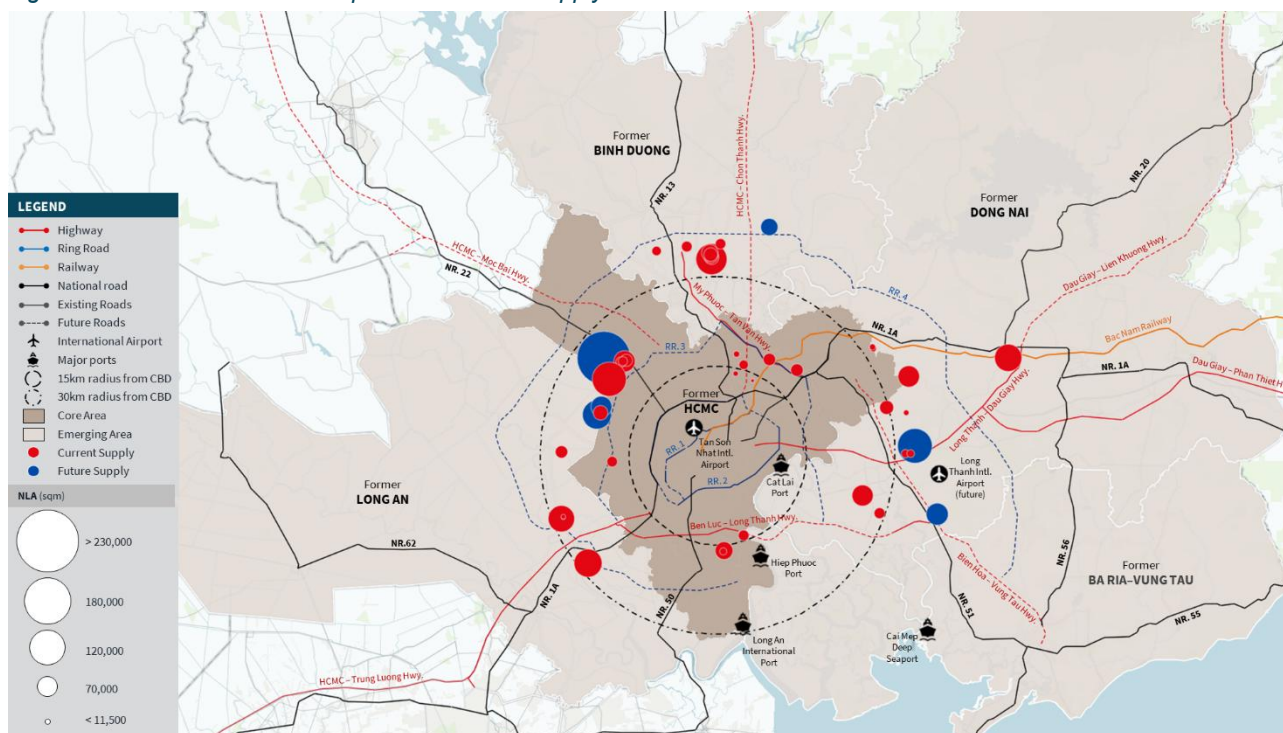 LEGEND
Highway
Ring Road
Railway
National road
Existing Roads
Future Roads
International Airport
Major ports
15km radius from CBD
30km radius from CBD
Core Area
Emerging Area
Current Supply
Future Supply
NLA (sqm)
> 230,000
180,000
120,000
70,000
< 11,500
Former
BINH DUONG
NR. 13
HCMC – Chon Thanh Hwy.
Former
DONG NAI
NR. 20
Dau Giay – Lien Khuong Hwy.
HCMC – Moc Bai Hwy.
NR. 22
My Phuoc – Tan Van Hwy.
RR. 4
RR. 3
NR. 1A
Bac Nam Railway
NR. 1A
Dau Giay – Phan Thiet H
Long Thanh – Dau Giay Hwy.
Former
HCMC
RR. 1
Tan Son
Nhat Intl.
Airport
RR. 2
Cat Lai
Port
Long
Thanh Intl.
Airport
(future)
Former
LONG AN
Ben Luc – Long Thanh Hwy.
NR.62
NR. 1A
NR. 50
Hiep Phuoc
Port
Bien Hoa – Vung Tau Hwy.
NR. 51
NR. 56
Former
BA RIA–VUNG TAU
NR. 55
Long An
International
Port
Cai Mep
Deep
Seaport
HCMC – Trung Luong Hwy.